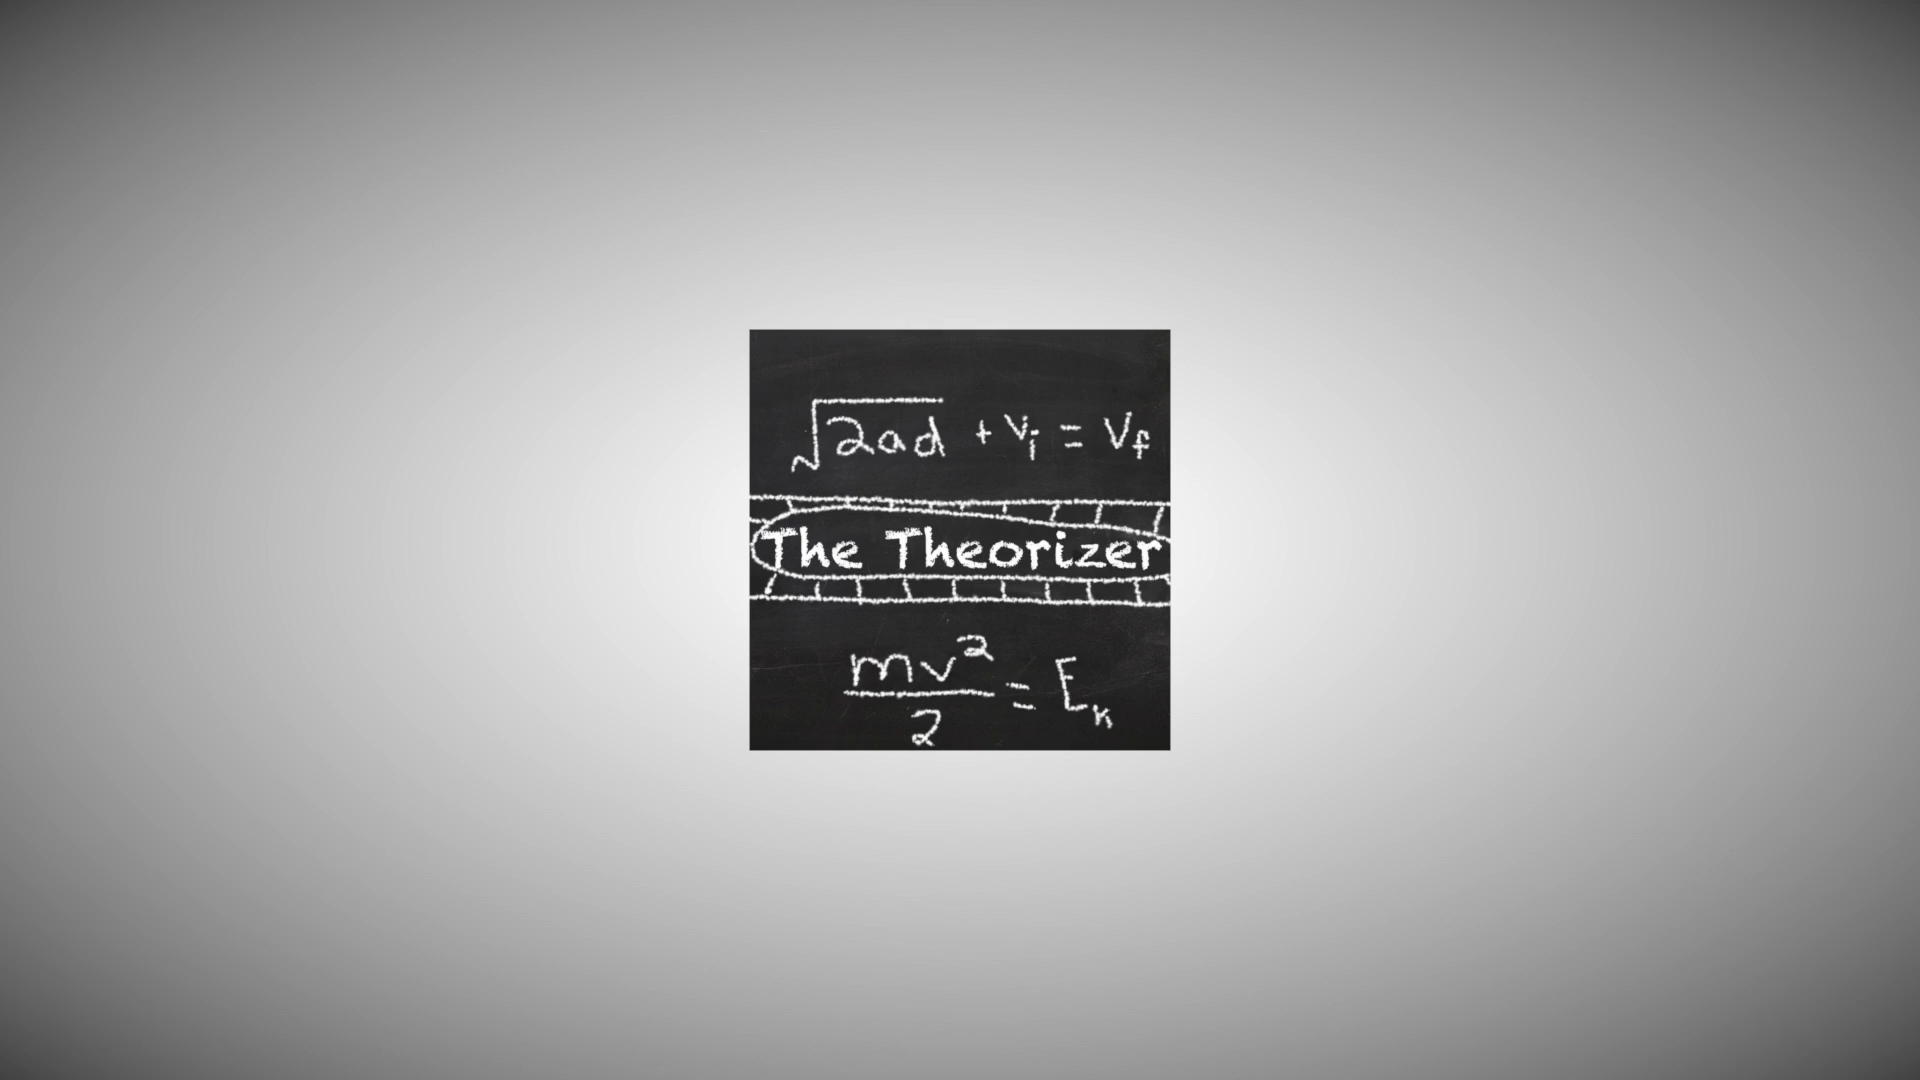 √2ad + Vi = Vf
The Theorizer
mv²
2 = Ek